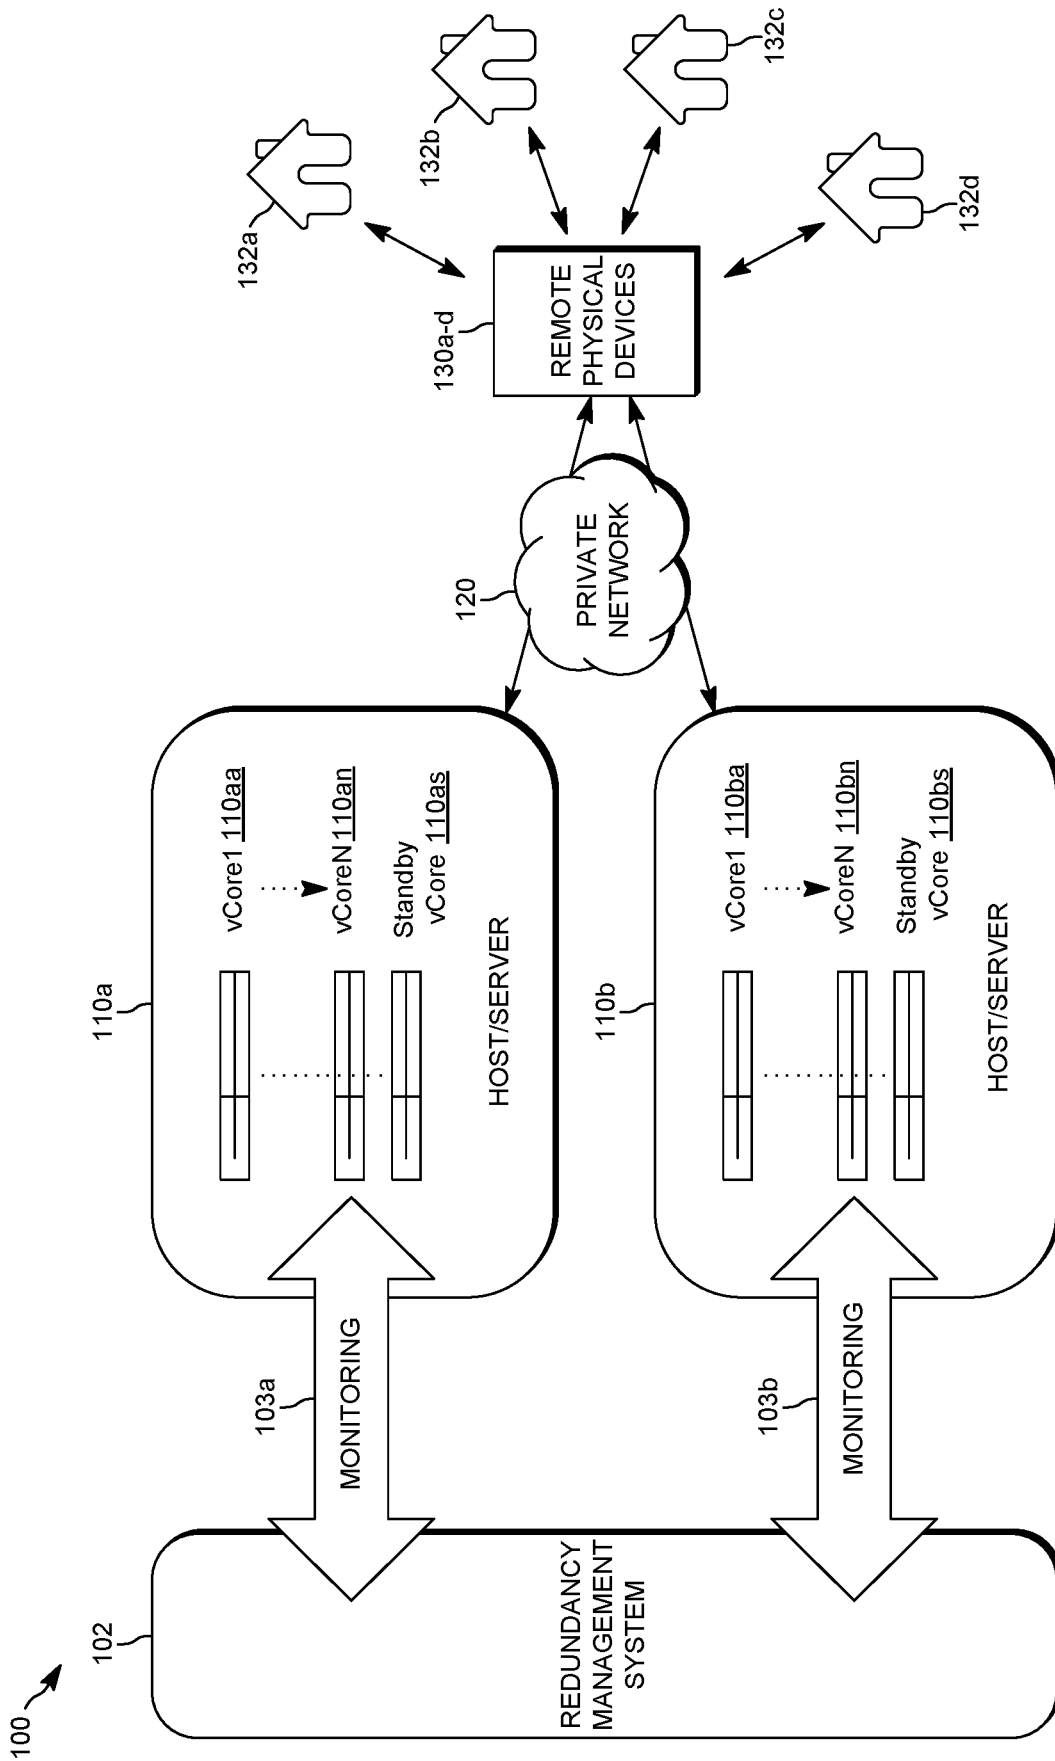 100
102
REDUNDANCY
MANAGEMENT
SYSTEM
103a
MONITORING
103b
MONITORING
110a
vCore1 110aa
vCoreN 110an
Standby
vCore 110as
HOST/SERVER
110b
vCore1 110ba
vCoreN 110bn
Standby
vCore 110bs
HOST/SERVER
120
PRIVATE
NETWORK
130a-d
REMOTE
PHYSICAL
DEVICES
132a
132b
132c
132d